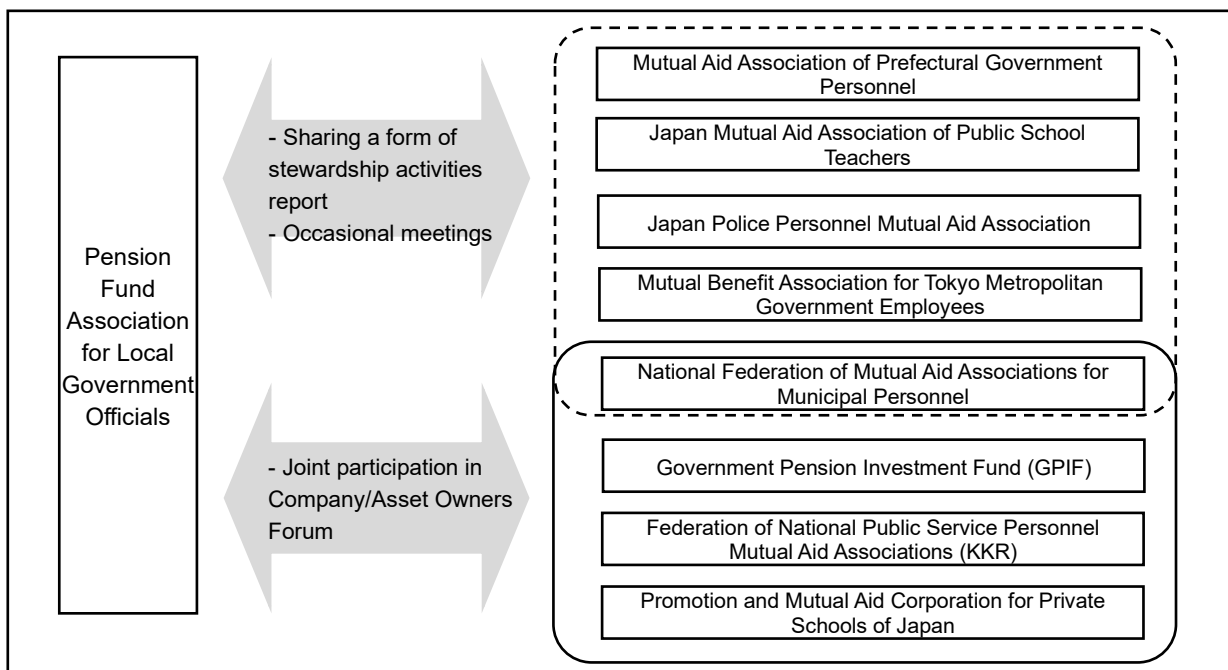 Pension
Fund
Association
for Local
Government
Officials
- Sharing a form of
stewardship activities
report
- Occasional meetings
- Joint participation in
Company/Asset Owners
Forum
Mutual Aid Association of Prefectural Government
Personnel
Japan Mutual Aid Association of Public School
Teachers
Japan Police Personnel Mutual Aid Association
Mutual Benefit Association for Tokyo Metropolitan
Government Employees
National Federation of Mutual Aid Associations for
Municipal Personnel
Government Pension Investment Fund (GPIF)
Federation of National Public Service Personnel
Mutual Aid Associations (KKR)
Promotion and Mutual Aid Corporation for Private
Schools of Japan